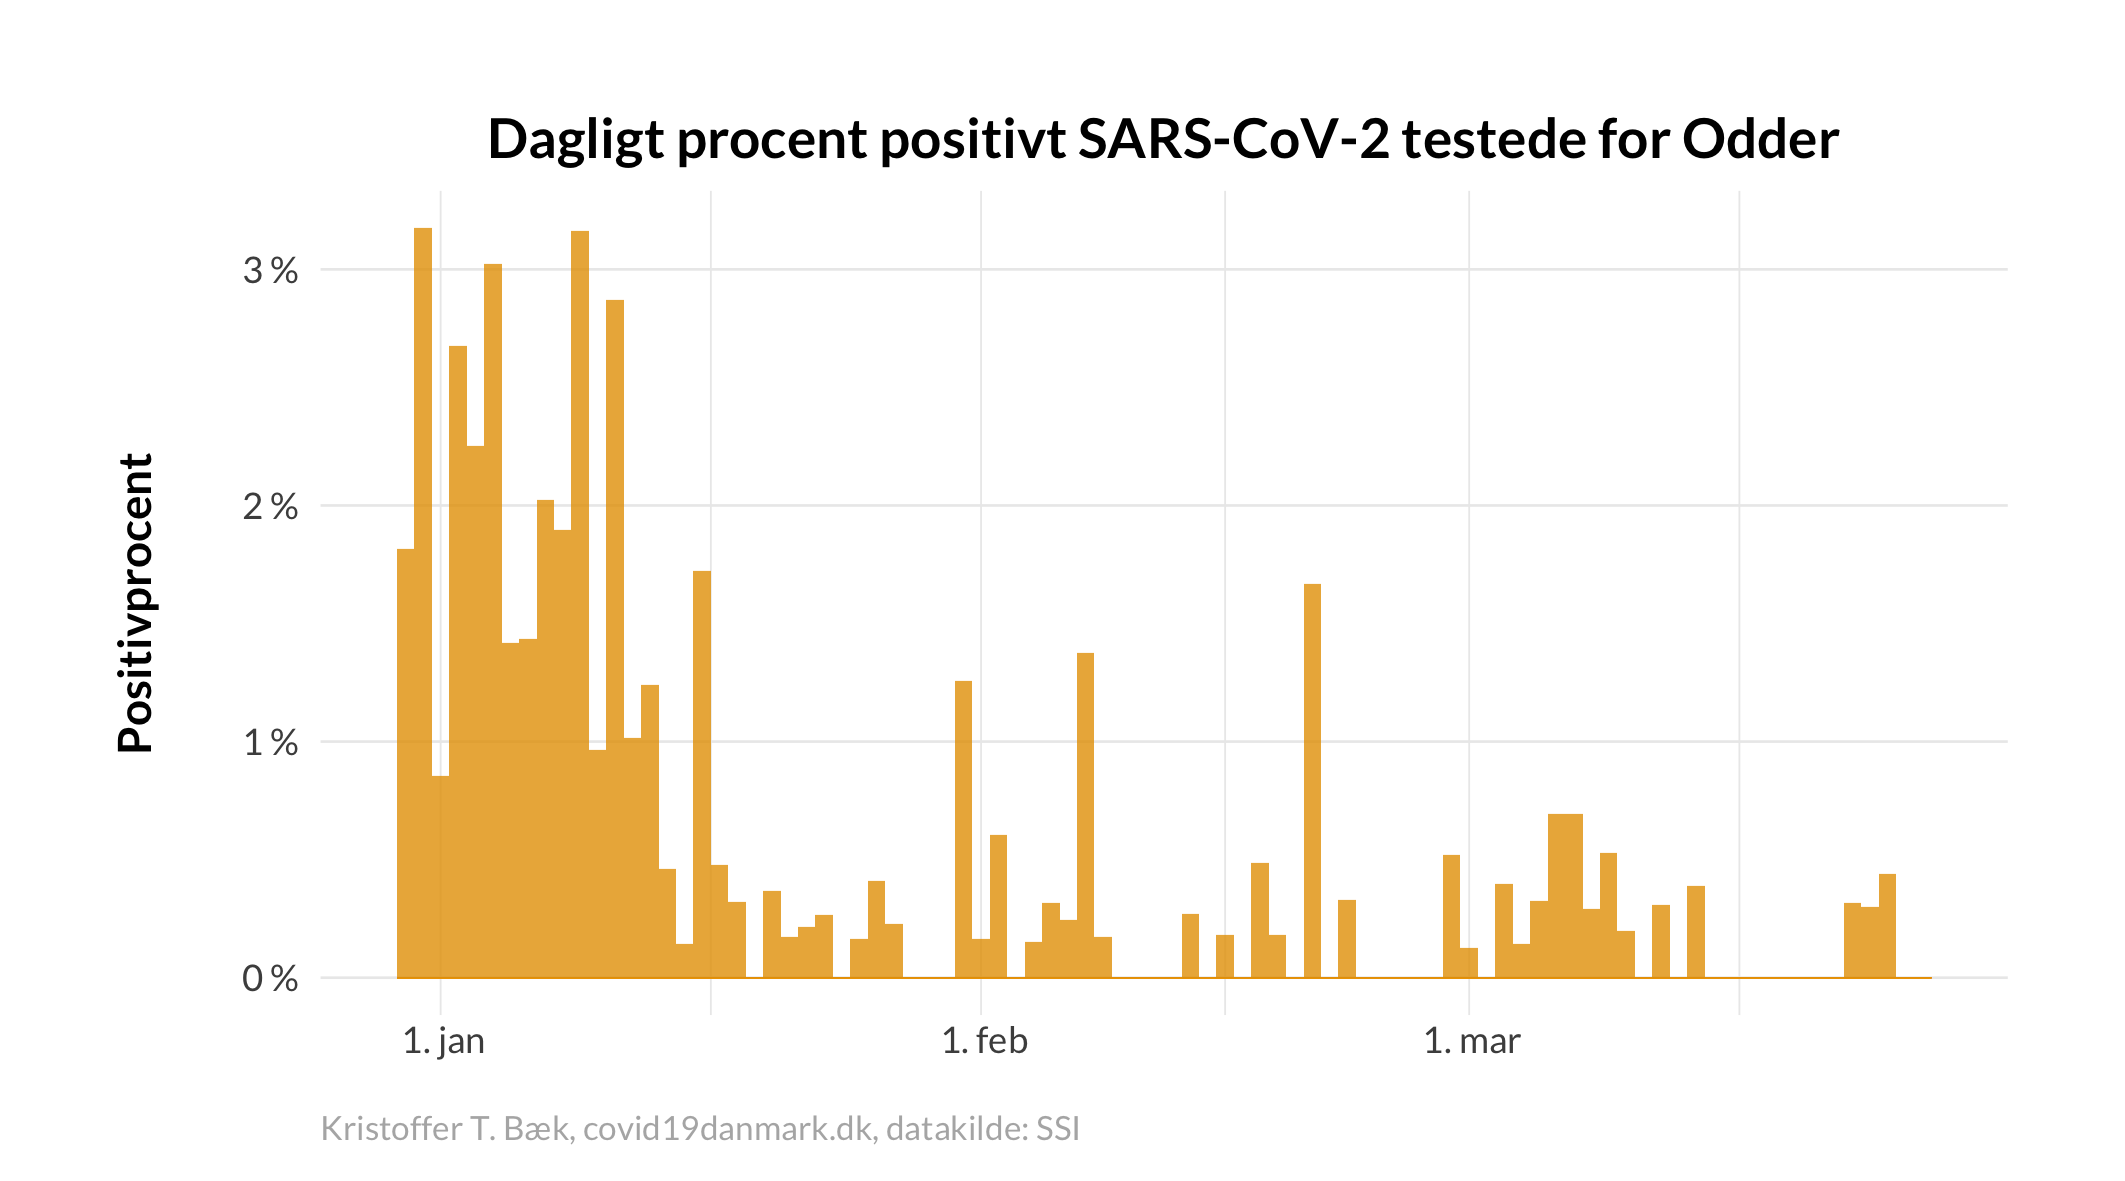 Dagligt procent positivt SARS-CoV-2 testede for Odder
Positivprocent
3 %
2 %
1 %
0 %
1. jan
1. feb
1. mar
Kristoffer T. Bæk, covid19danmark.dk, datakilde: SSI